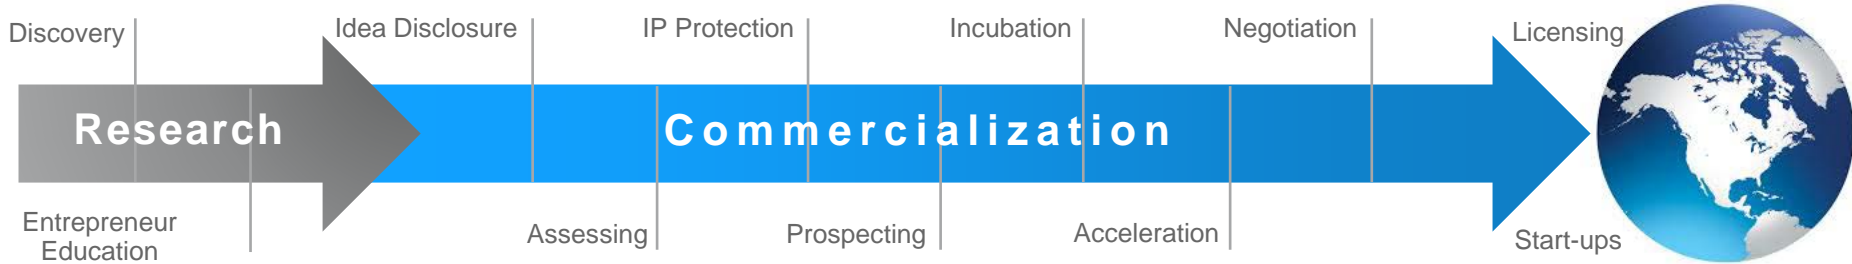 Discovery
Idea Disclosure
IP Protection
Incubation
Negotiation
Licensing
Research
Commercialization
Entrepreneur
Education
Assessing
Prospecting
Acceleration
Start-ups